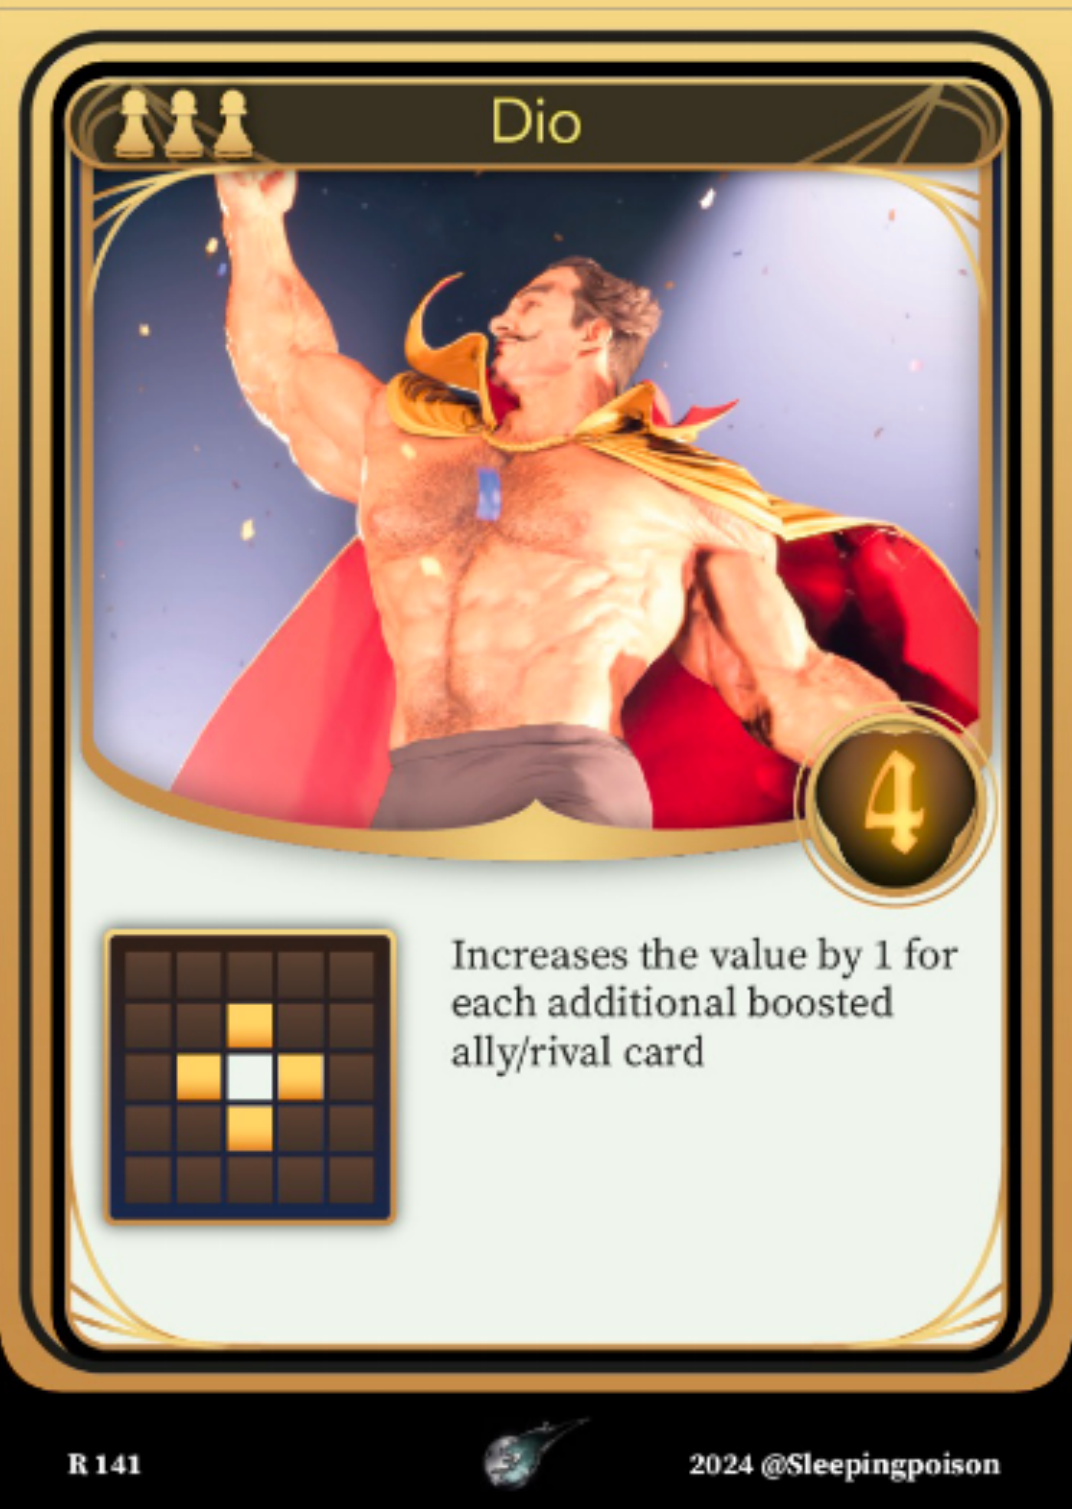 Dio
4
Increases the value by 1 for
each additional boosted
ally/rival card
R 141
2024 @Sleepingpoison